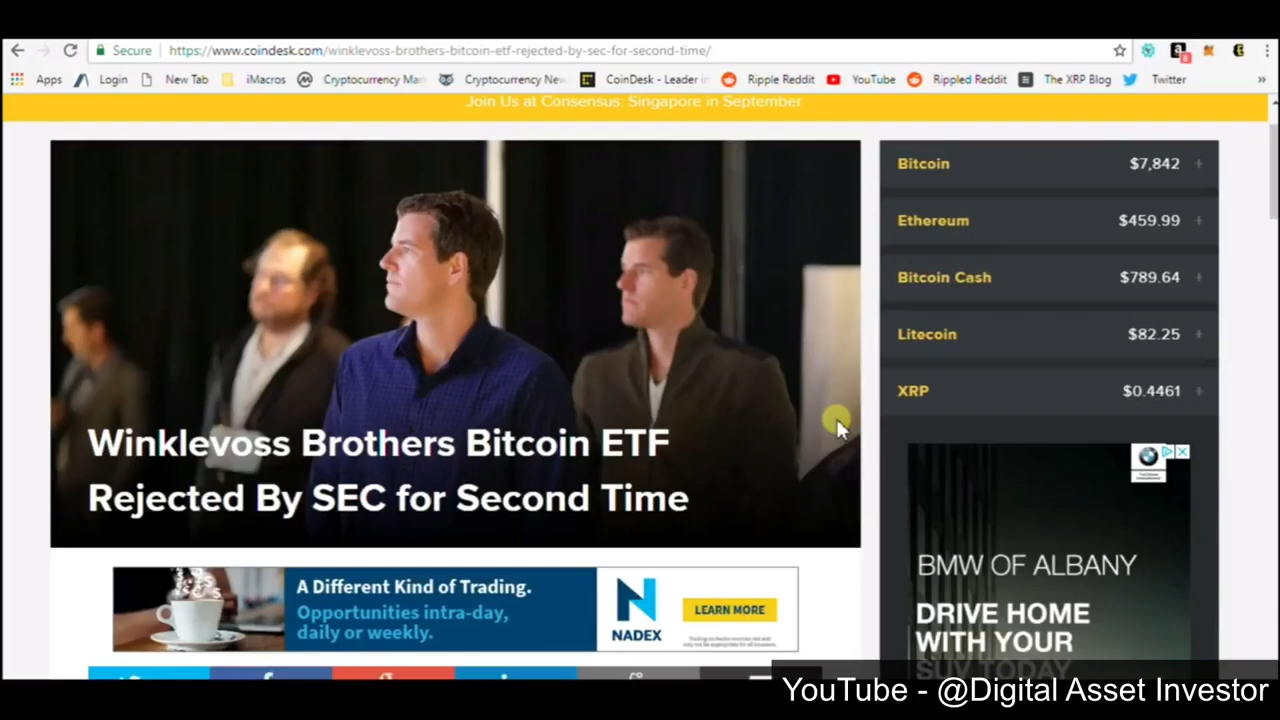 Secure
https://www.coindesk.com/winklevoss-brothers-bitcoin-etf-rejected-by-sec-for-second-time/
Apps Login New Tab iMacros Cryptocurrency Ma Cryptocurrency Ne CoinDesk - Leader in Ripple Reddit YouTube Rippled Reddit The XRP Blog Twitter »
Join Us at Consensus: Singapore in September
Winklevoss Brothers Bitcoin ETF
Rejected By SEC for Second Time
Bitcoin $7,842 +
Ethereum $459.99 +
Bitcoin Cash $789.64 +
Litecoin $82.25 +
XRP $0.4461 +
A Different Kind of Trading.
Opportunities intra-day,
daily or weekly.
NADEX
LEARN MORE
BMW OF ALBANY
DRIVE HOME
WITH YOUR
SUV TODAY
YouTube - @Digital Asset Investor